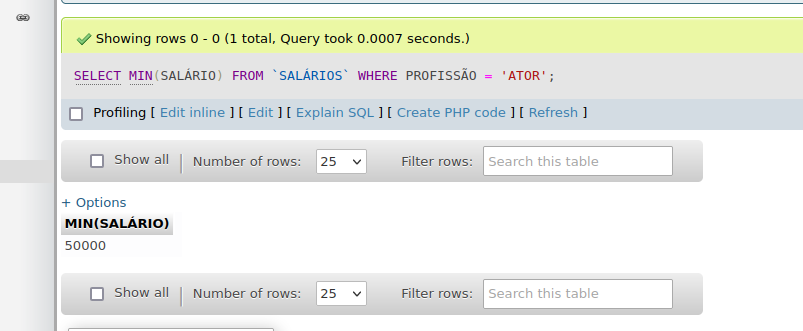 Showing rows 0 - 0 (1 total, Query took 0.0007 seconds.)
SELECT MIN(SALÁRIO) FROM `SALÁRIOS` WHERE PROFISSÃO = 'ATOR';
Profiling [ Edit inline ] [ Edit ] [ Explain SQL ] [ Create PHP code ] [ Refresh ]
Show all | Number of rows: 25 Filter rows: Search this table
+ Options
MIN(SALÁRIO)
50000
Show all | Number of rows: 25 Filter rows: Search this table